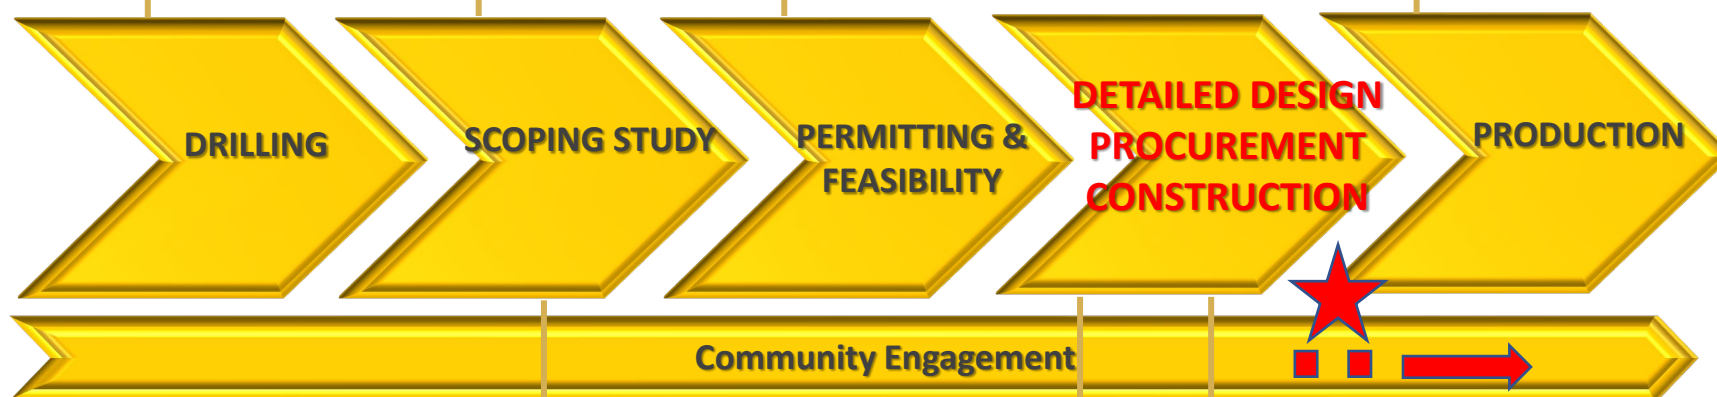 DRILLING
SCOPING STUDY
PERMITTING &
FEASIBILITY
DETAILED DESIGN
PROCUREMENT
CONSTRUCTION
PRODUCTION
Community Engagement